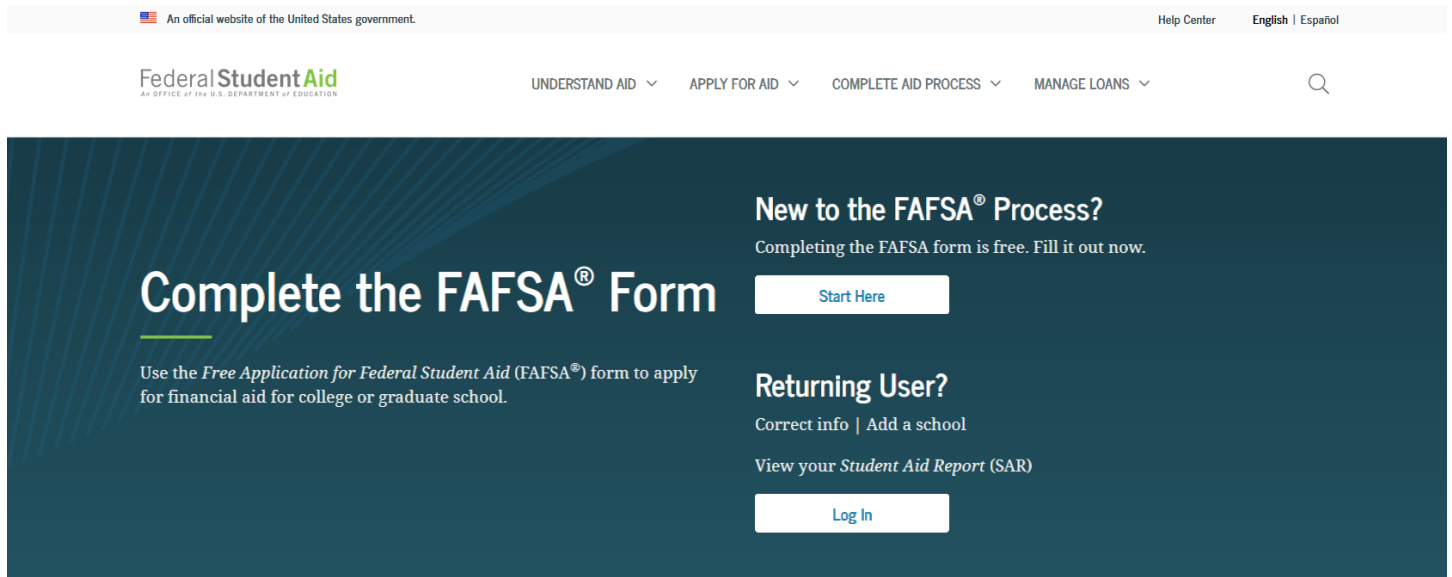 An official website of the United States government.
Help Center
English | Español
Federal Student Aid
An OFFICE of the U.S. DEPARTMENT of EDUCATION
UNDERSTAND AID
APPLY FOR AID
COMPLETE AID PROCESS
MANAGE LOANS
Complete the FAFSA® Form
Use the Free Application for Federal Student Aid (FAFSA®) form to apply
for financial aid for college or graduate school.
New to the FAFSA® Process?
Completing the FAFSA form is free. Fill it out now.
Start Here
Returning User?
Correct info | Add a school
View your Student Aid Report (SAR)
Log In